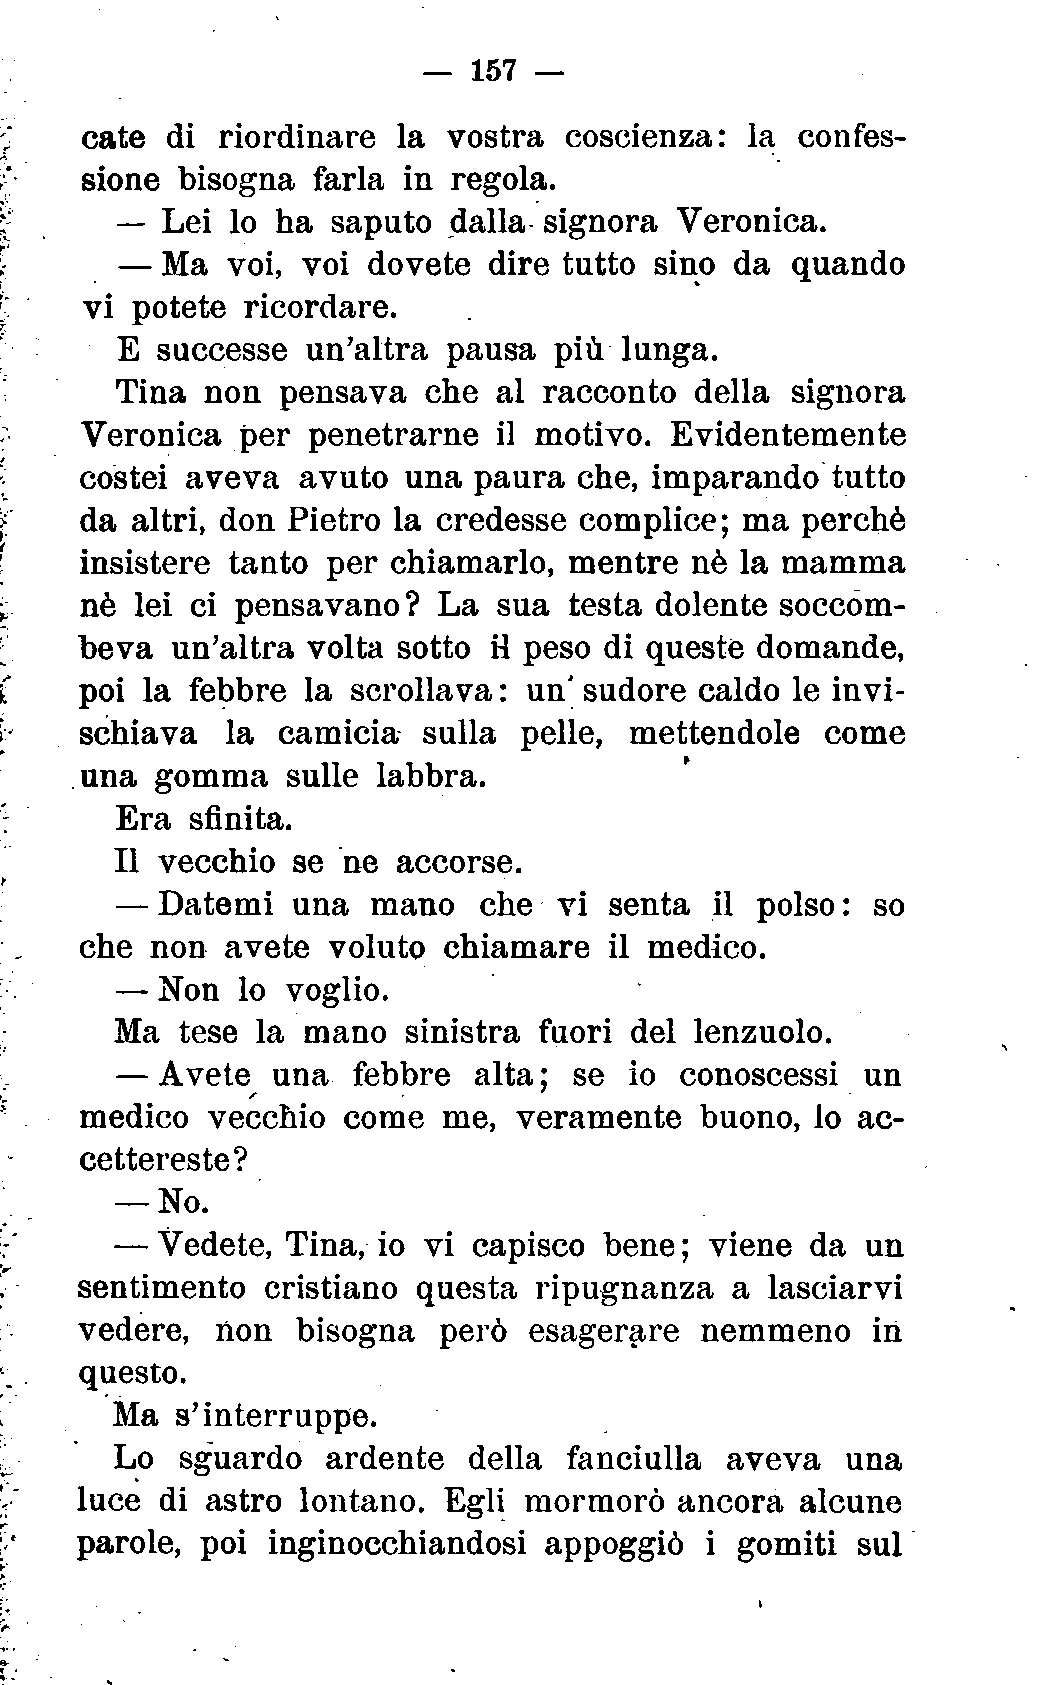 — 157 —
cate di riordinare la vostra coscienza: la confes-
sione bisogna farla in regola.
— Lei lo ha saputo dalla signora Veronica.
— Ma voi, voi dovete dire tutto sino da quando
vi potete ricordare.
E successe un'altra pausa più lunga.
Tina non pensava che al racconto della signora
Veronica per penetrarne il motivo. Evidentemente
costei aveva avuto una paura che, imparando tutto
da altri, don Pietro la credesse complice; ma perchè
insistere tanto per chiamarlo, mentre nè la mamma
nè lei ci pensavano? La sua testa dolente soccom-
beva un'altra volta sotto il peso di queste domande,
poi la febbre la scrollava: un sudore caldo le invi-
schiava la camicia sulla pelle, mettendole come
una gomma sulle labbra.
Era sfinita.
Il vecchio se ne accorse.
— Datemi una mano che vi senta il polso: so
che non avete voluto chiamare il medico.
— Non lo voglio.
Ma tese la mano sinistra fuori del lenzuolo.
— Avete una febbre alta; se io conoscessi un
medico vecchio come me, veramente buono, lo ac-
cettereste?
— No.
— Vedete, Tina, io vi capisco bene; viene da un
sentimento cristiano questa ripugnanza a lasciarvi
vedere, non bisogna però esagerare nemmeno in
questo.
Ma s'interruppe.
Lo sguardo ardente della fanciulla aveva una
luce di astro lontano. Egli mormorò ancora alcune
parole, poi inginocchiandosi appoggiò i gomiti sul